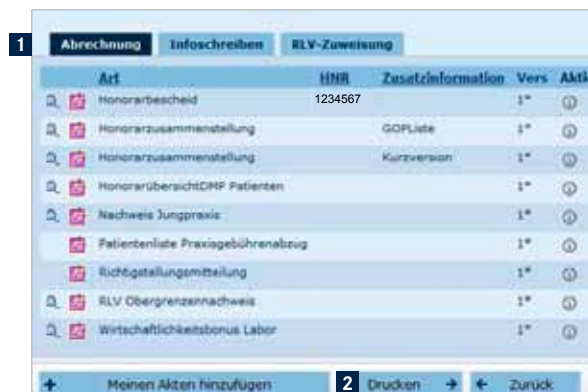 1 Abrechnung Infoschreiben RLV-Zuweisung
Art HNR Zusatzinformation Vers Akti
Honorarbescheid 1234567 1*
Honorarzusammenstellung GOPListe 1*
Honorarzusammenstellung Kurzversion 1*
HonorarübersichtDMP Patienten 1*
Nachweis Jungpraxis 1*
Patientenliste Praxisgebührenabzug 1*
Richtigstellungsmitteilung 1*
RLV Obergrenzennachweis 1*
Wirtschaftlichkeitsbonus Labor 1*
+ Meinen Akten hinzufügen 2 Drucken → ← Zurück